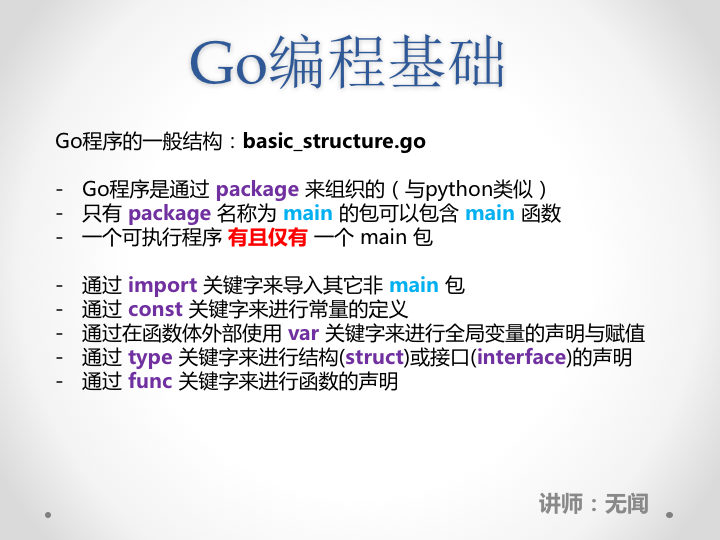 Go编程基础
Go程序的一般结构：basic_structure.go
- Go程序是通过 package 来组织的（与python类似）
- 只有 package 名称为 main 的包可以包含 main 函数
- 一个可执行程序 有且仅有 一个 main 包
- 通过 import 关键字来导入其它非 main 包
- 通过 const 关键字来进行常量的定义
- 通过在函数体外部使用 var 关键字来进行全局变量的声明与赋值
- 通过 type 关键字来进行结构(struct)或接口(interface)的声明
- 通过 func 关键字来进行函数的声明
讲师：无闻